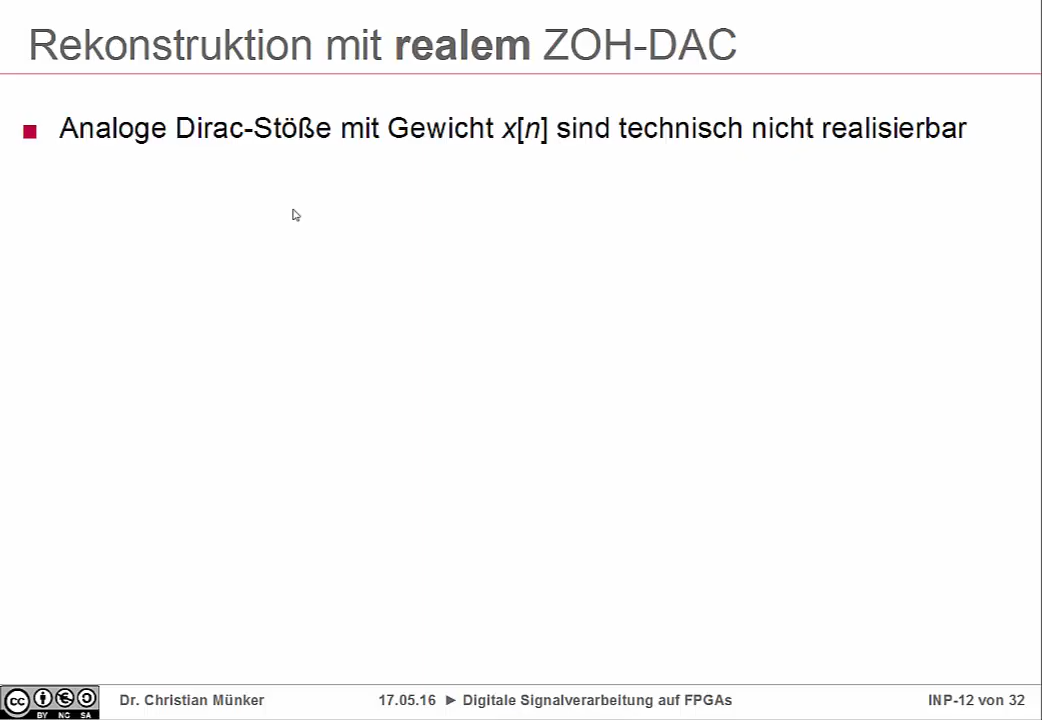 Rekonstruktion mit realem ZOH-DAC
Analoge Dirac-Stöße mit Gewicht x[n] sind technisch nicht realisierbar
cc BY NC SA Dr. Christian Münker 17.05.16 ► Digitale Signalverarbeitung auf FPGAs INP-12 von 32